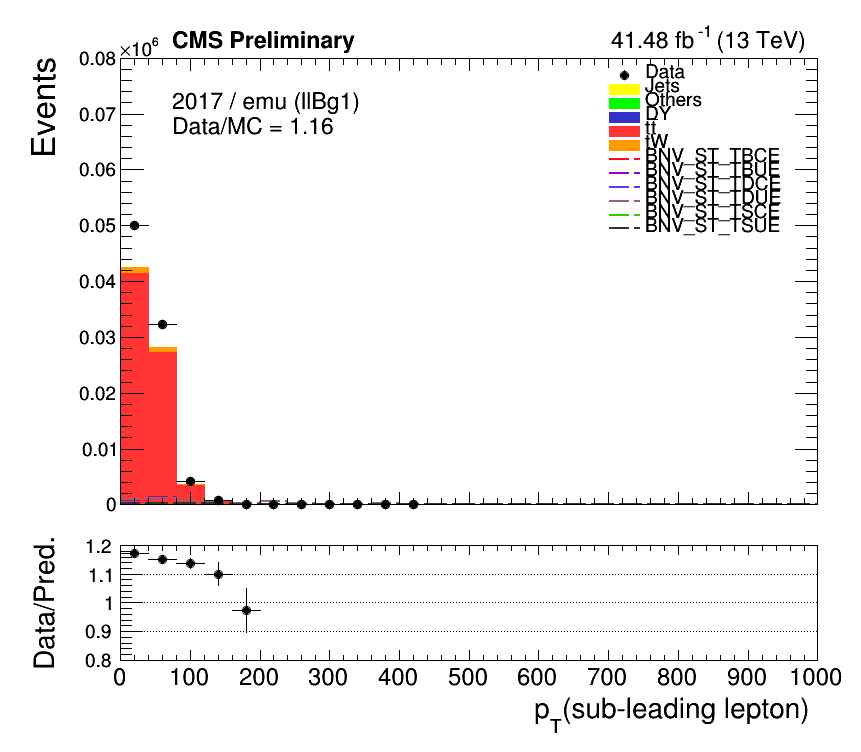 CMS Preliminary
41.48 fb⁻¹ (13 TeV)
×10⁶
Events
2017 / emu (llBg1)
Data/MC = 1.16
Data
Jets
Others
DY
tt
tW
BNV_ST_TBCE
BNV_ST_TBUE
BNV_ST_TDCE
BNV_ST_TDUE
BNV_ST_TSCE
BNV_ST_TSUE
0.08
0.07
0.06
0.05
0.04
0.03
0.02
0.01
0
Data/Pred.
1.2
1.1
1
0.9
0.8
0 100 200 300 400 500 600 700 800 900 1000
p_T(sub-leading lepton)